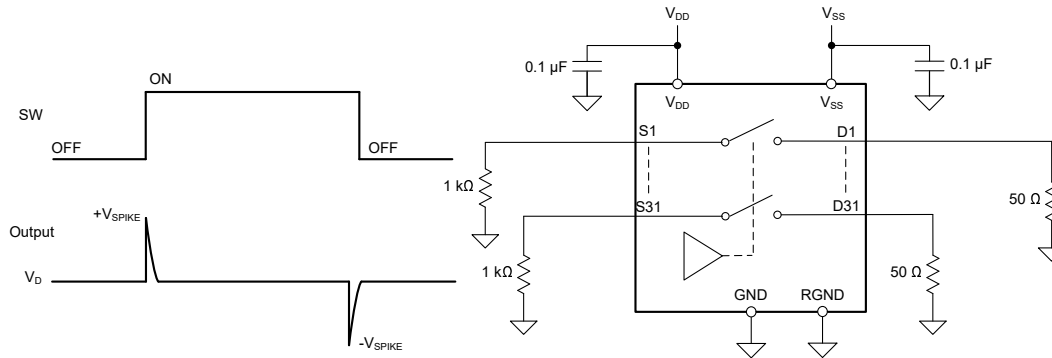 SW
OFF
ON
OFF
Output
+VSPIKE
VD
-VSPIKE
VDD
VSS
0.1 µF
0.1 µF
VDD
VSS
S1
D1
1 kΩ
50 Ω
S31
D31
1 kΩ
50 Ω
GND
RGND